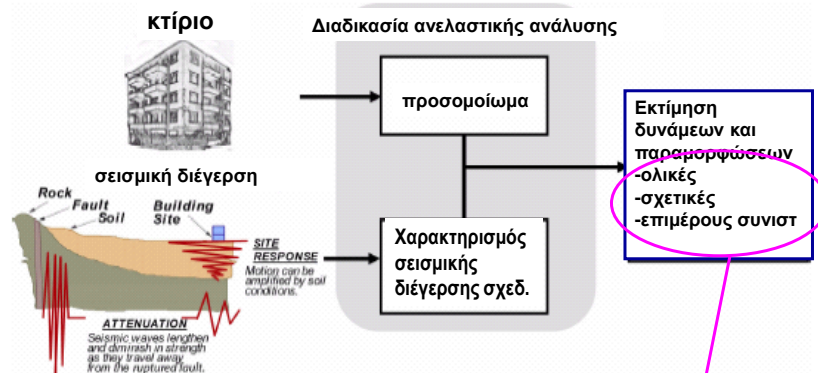 κτίριο
Διαδικασία ανελαστικής ανάλυσης
προσομοίωμα
Εκτίμηση
δυνάμεων και
παραμορφώσεων
-ολικές
-σχετικές
-επιμέρους συνιστ
σεισμική διέγερση
Rock
Fault
Soil
Building
Site
SITE
RESPONSE
Motion can be
amplified by soil
conditions.
Χαρακτηρισμός
σεισμικής
διέγερσης σχεδ.
ATTENUATION
Seismic waves lengthen
and diminish in strength
as they travel away
from the ruptured fault.